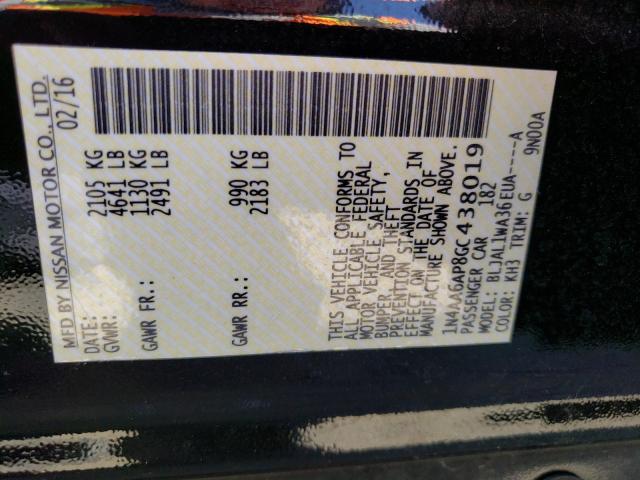 MFD BY NISSAN MOTOR CO., LTD.
DATE: 02/16
GVWR: 2105 KG
4641 LB
GAWR FR.: 1130 KG
2491 LB
GAWR RR.: 990 KG
2183 LB
THIS VEHICLE CONFORMS TO
ALL APPLICABLE FEDERAL
MOTOR VEHICLE SAFETY,
BUMPER AND THEFT
PREVENTION STANDARDS IN
EFFECT ON THE DATE OF
MANUFACTURE SHOWN ABOVE.
1N4AA6AP8GC438019
PASSENGER CAR 182
MODEL: BLJAL1WA36EUA----A
COLOR: KH3 TRIM: G 9N00A